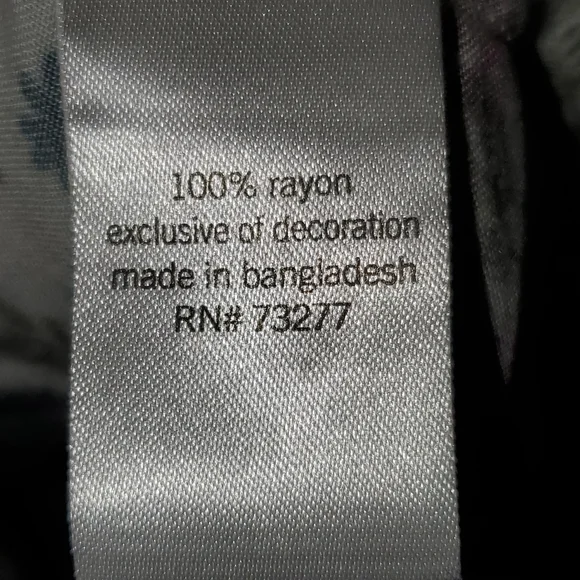 100% rayon
exclusive of decoration
made in bangladesh
RN# 73277